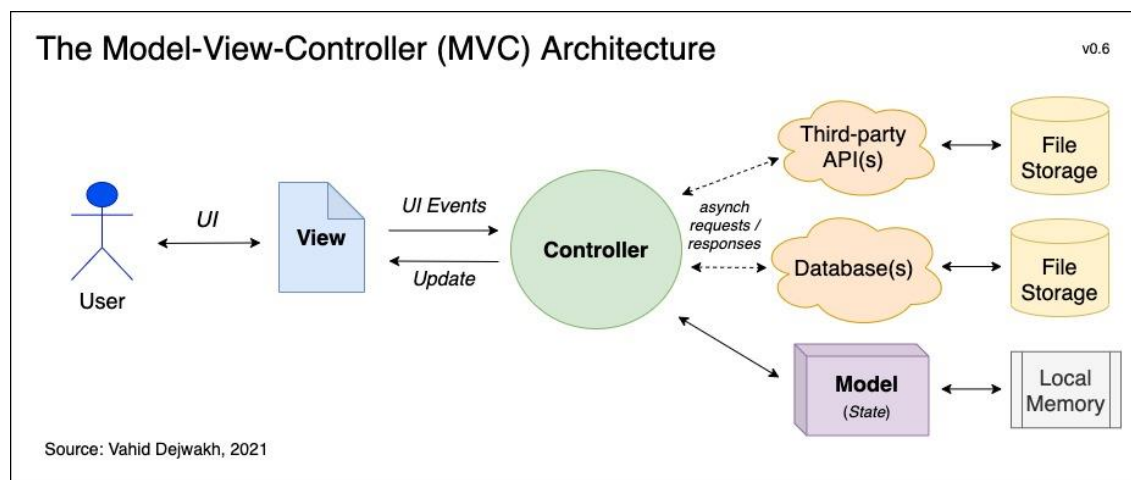 The Model-View-Controller (MVC) Architecture
v0.6
User
UI
View
UI Events
Update
Controller
asynch
requests /
responses
Third-party
API(s)
File
Storage
Database(s)
File
Storage
Model
(State)
Local
Memory
Source: Vahid Dejwakh, 2021